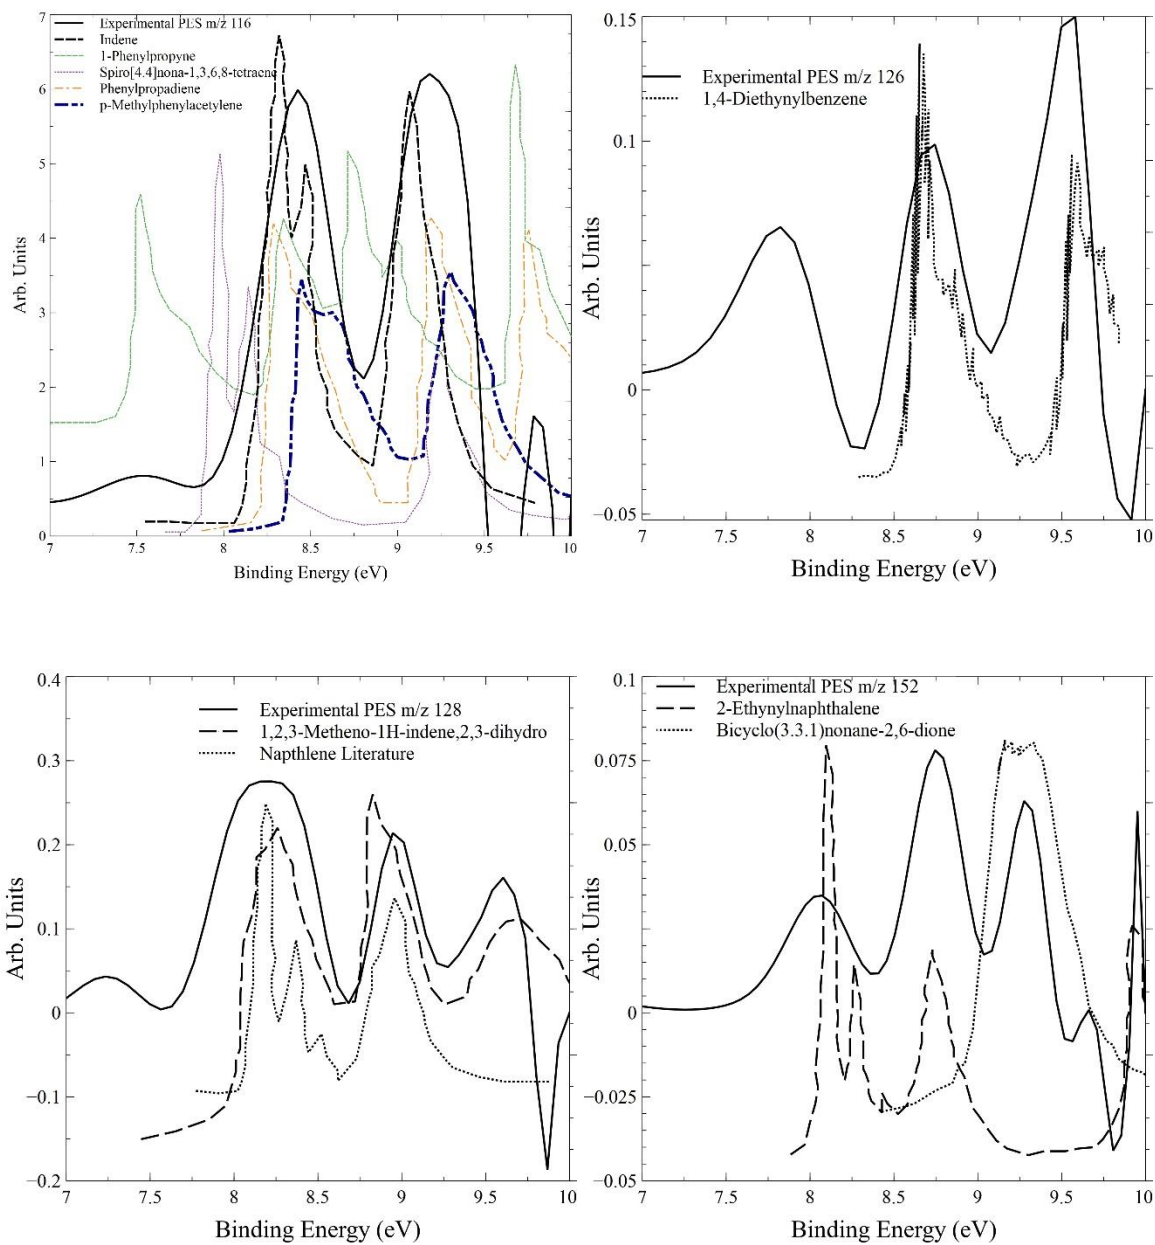 7
6
5
4
3
2
1
0
Arb. Units
Experimental PES m/z 116
Indene
1-Phenylpropyne
Spiro[4.4]nona-1,3,6,8-tetraene
Phenylpropadiene
p-Methylphenylacetylene
7 7.5 8 8.5 9 9.5 10
Binding Energy (eV)
0.15
0.1
0.05
0
−0.05
Arb. Units
Experimental PES m/z 126
1,4-Diethynylbenzene
7 7.5 8 8.5 9 9.5 10
Binding Energy (eV)
0.4
0.3
0.2
0.1
0
−0.1
−0.2
Arb. Units
Experimental PES m/z 128
1,2,3-Metheno-1H-indene,2,3-dihydro
Napthlene Literature
7 7.5 8 8.5 9 9.5 10
Binding Energy (eV)
0.1
0.075
0.05
0.025
0
−0.025
−0.05
Arb. Units
Experimental PES m/z 152
2-Ethynylnaphthalene
Bicyclo(3.3.1)nonane-2,6-dione
7 7.5 8 8.5 9 9.5 10
Binding Energy (eV)